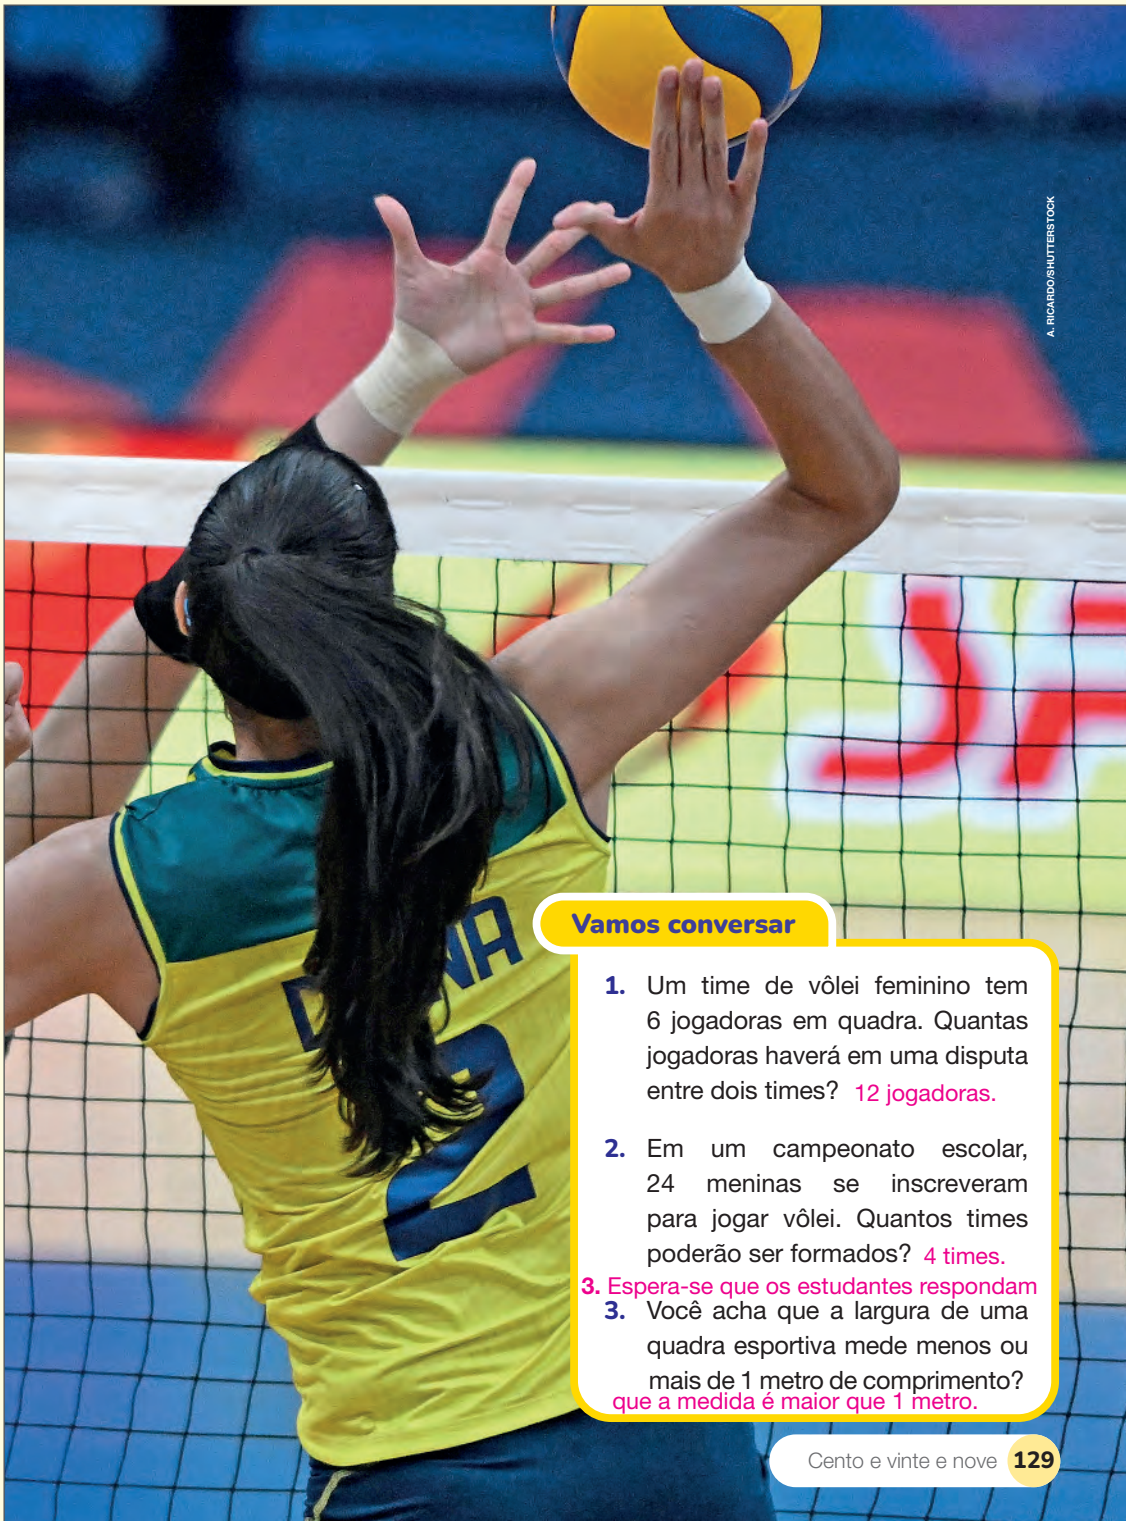 A. RICARDO/SHUTTERSTOCK
2
Vamos conversar
1. Um time de vôlei feminino tem
6 jogadoras em quadra. Quantas
jogadoras haverá em uma disputa
entre dois times? 12 jogadoras.
2. Em um campeonato escolar,
24 meninas se inscreveram
para jogar vôlei. Quantos times
poderão ser formados? 4 times.
3. Espera-se que os estudantes respondam
3. Você acha que a largura de uma
quadra esportiva mede menos ou
mais de 1 metro de comprimento?
que a medida é maior que 1 metro.
Cento e vinte e nove 129